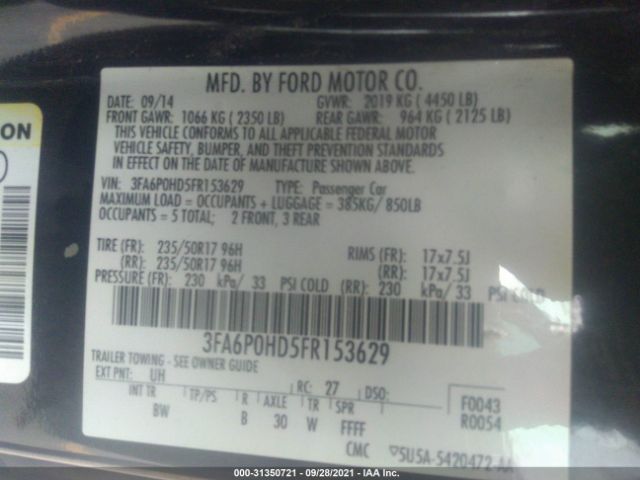 MFD. BY FORD MOTOR CO.
DATE: 09/14 GVWR: 2019 KG ( 4450 LB)
FRONT GAWR: 1066 KG ( 2350 LB) REAR GAWR: 964 KG ( 2125 LB)
THIS VEHICLE CONFORMS TO ALL APPLICABLE FEDERAL MOTOR
VEHICLE SAFETY, BUMPER, AND THEFT PREVENTION STANDARDS
IN EFFECT ON THE DATE OF MANUFACTURE SHOWN ABOVE.
VIN: 3FA6P0HD5FR153629 TYPE: Passenger Car
MAXIMUM LOAD = OCCUPANTS + LUGGAGE = 385KG/ 850LB
OCCUPANTS = 5 TOTAL; 2 FRONT, 3 REAR
TIRE (FR): 235/50R17 96H RIMS (FR): 17x7.5J
(RR): 235/50R17 96H (RR): 17x7.5J
PRESSURE (FR): 230 kPa/ 33 PSI COLD (RR): 230 kPa/ 33 PSI COLD
3FA6P0HD5FR153629
TRAILER TOWING - SEE OWNER GUIDE
EXT PNT: UH RC: 27 DSO:
INT TR TP/PS R AXLE TR SPR
BW B 30 W FFFF
F0043
R0054
CMC SU5A-5420472-AA
ON
000-31350721 - 09/28/2021 - IAA Inc.